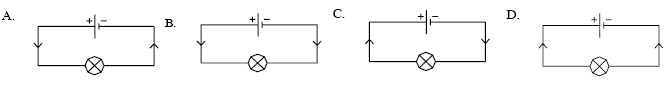 A. + − B. + − C. + − D. + −